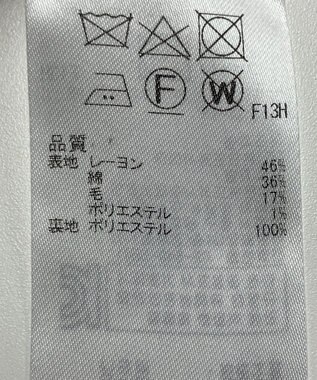 F W F13H
品質
表地 レーヨン 46%
綿 36%
毛 17%
ポリエステル 1%
裏地 ポリエステル 100%